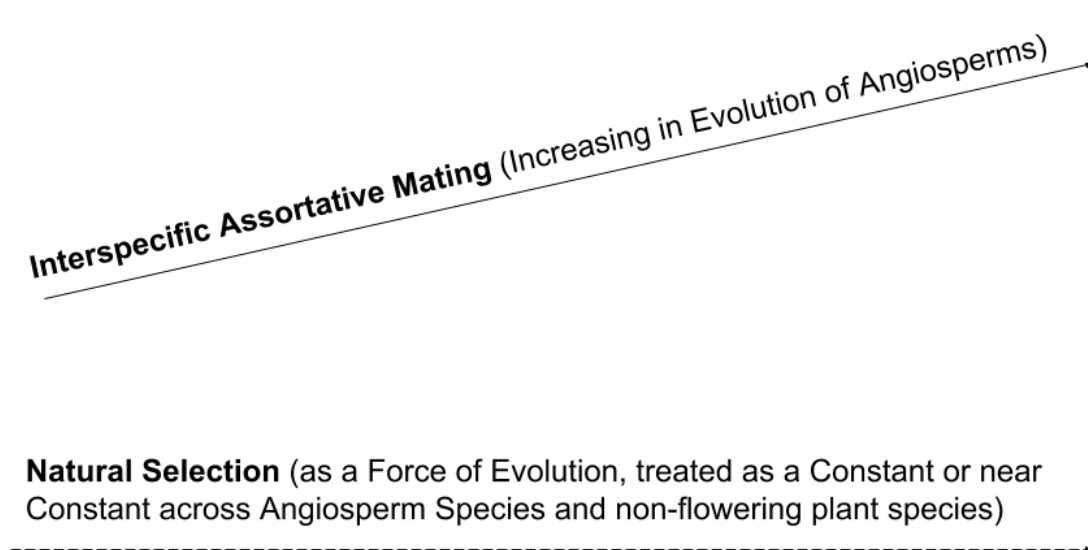 Interspecific Assortative Mating (Increasing in Evolution of Angiosperms)
Natural Selection (as a Force of Evolution, treated as a Constant or near
Constant across Angiosperm Species and non-flowering plant species)